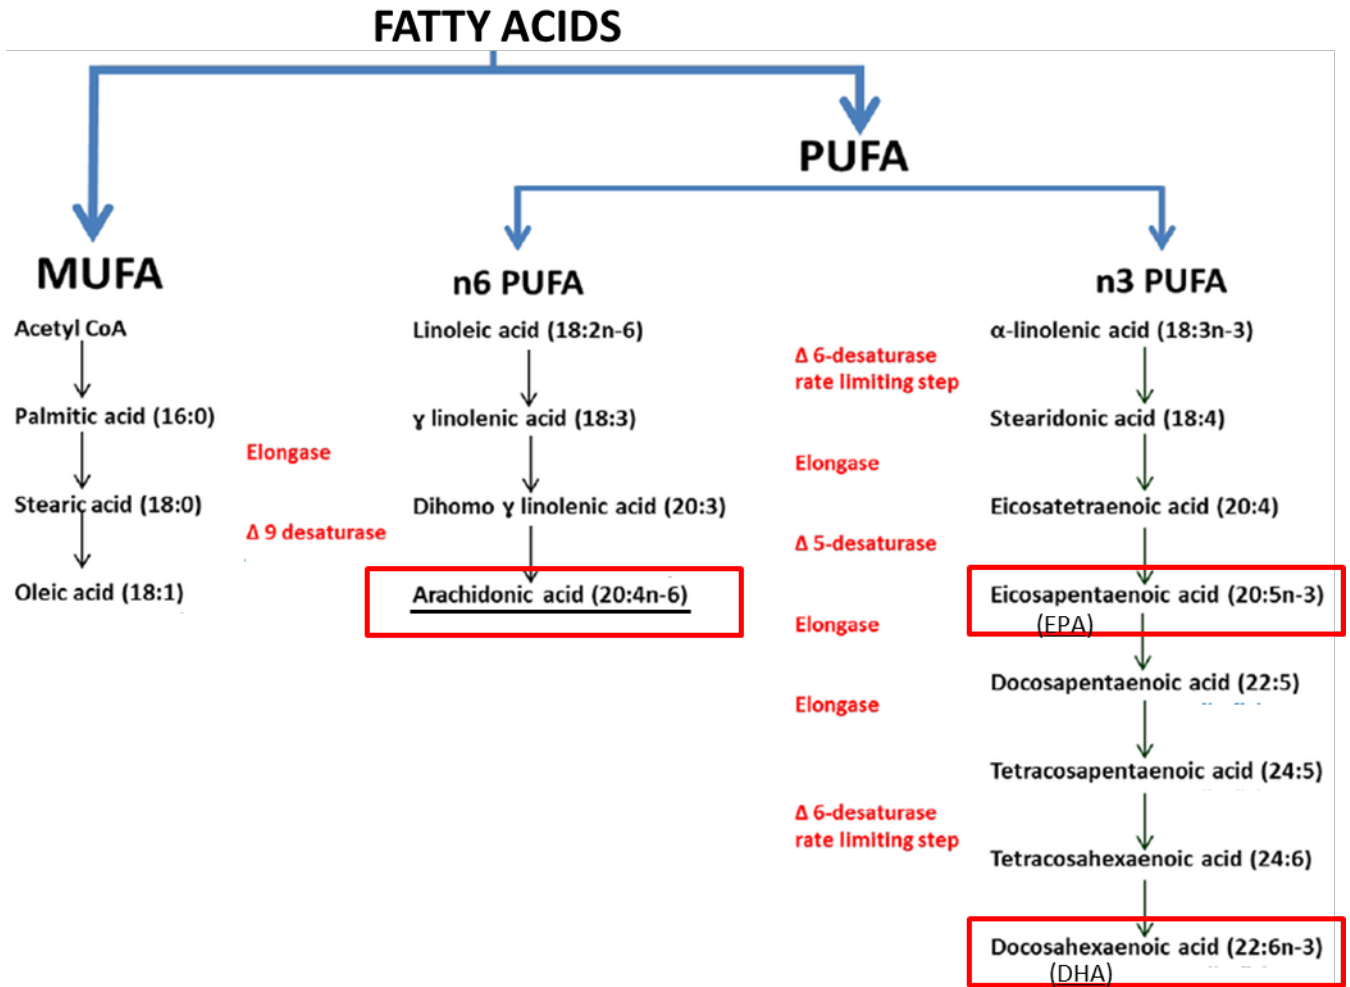 FATTY ACIDS
PUFA
MUFA
n6 PUFA
n3 PUFA
Acetyl CoA
Palmitic acid (16:0)
Stearic acid (18:0)
Oleic acid (18:1)
Elongase
Δ 9 desaturase
Linoleic acid (18:2n-6)
ɣ linolenic acid (18:3)
Dihomo ɣ linolenic acid (20:3)
Arachidonic acid (20:4n-6)
Δ 6-desaturase
rate limiting step
Elongase
Δ 5-desaturase
Elongase
Elongase
Δ 6-desaturase
rate limiting step
α-linolenic acid (18:3n-3)
Stearidonic acid (18:4)
Eicosatetraenoic acid (20:4)
Eicosapentaenoic acid (20:5n-3)
(EPA)
Docosapentaenoic acid (22:5)
Tetracosapentaenoic acid (24:5)
Tetracosahexaenoic acid (24:6)
Docosahexaenoic acid (22:6n-3)
(DHA)